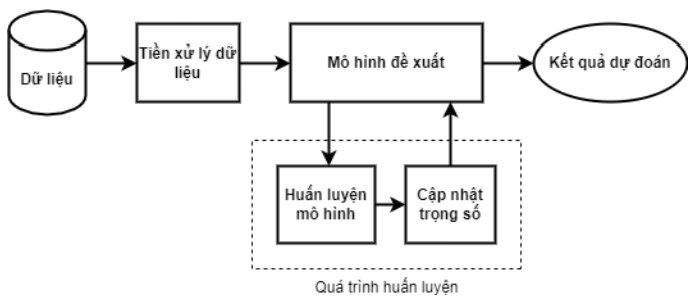 Dữ liệu
Tiền xử lý dữ
liệu
Mô hình đề xuất
Kết quả dự đoán
Huấn luyện
mô hình
Cập nhật
trọng số
Quá trình huấn luyện